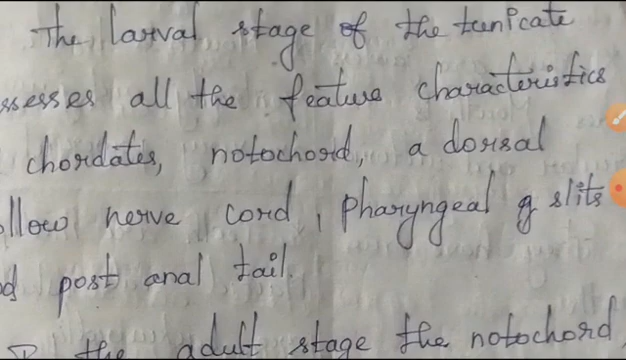 The larval stage of the tunicate
ssesses all the feature characteristics
chordates, notochord, a dorsal
ollow nerve cord, pharyngeal g slits
d post anal tail.
the adult stage the notochord